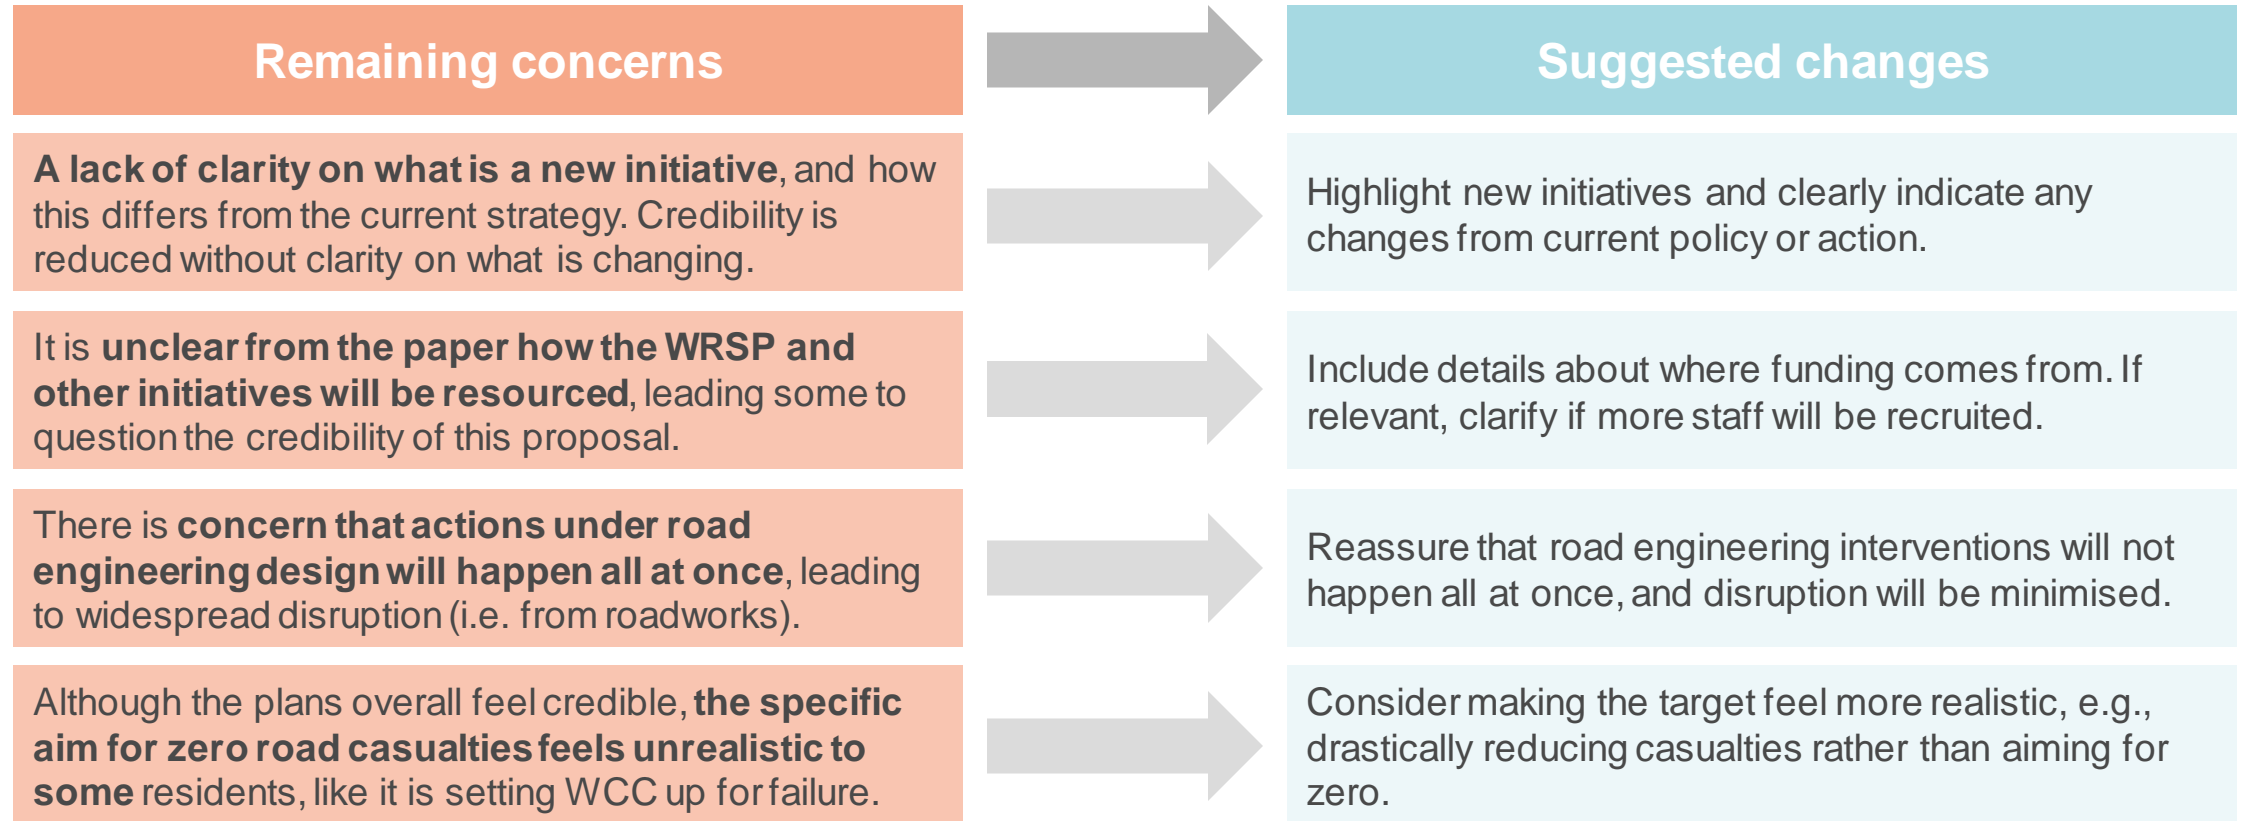 Remaining concerns
Suggested changes
A lack of clarity on what is a new initiative, and how
this differs from the current strategy. Credibility is
reduced without clarity on what is changing.
Highlight new initiatives and clearly indicate any
changes from current policy or action.
It is unclear from the paper how the WRSP and
other initiatives will be resourced, leading some to
question the credibility of this proposal.
Include details about where funding comes from. If
relevant, clarify if more staff will be recruited.
There is concern that actions under road
engineering design will happen all at once, leading
to widespread disruption (i.e. from roadworks).
Reassure that road engineering interventions will not
happen all at once, and disruption will be minimised.
Although the plans overall feel credible, the specific
aim for zero road casualties feels unrealistic to
some residents, like it is setting WCC up for failure.
Consider making the target feel more realistic, e.g.,
drastically reducing casualties rather than aiming for
zero.